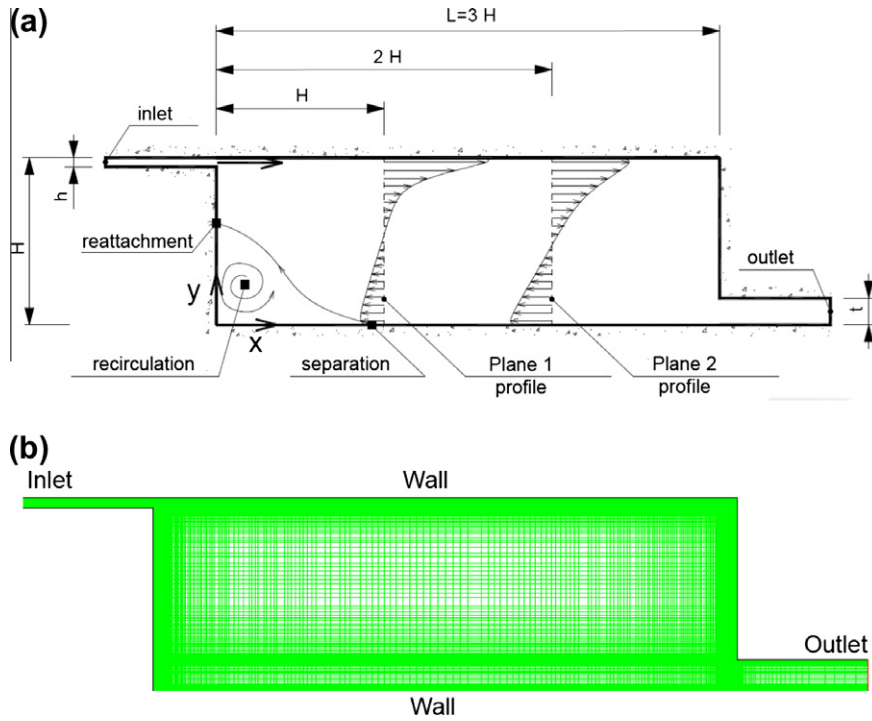 (a)
L=3 H
2 H
H
inlet
h
H
reattachment
outlet
y
t
x
recirculation
separation
Plane 1
profile
Plane 2
profile
(b)
Inlet
Wall
Outlet
Wall